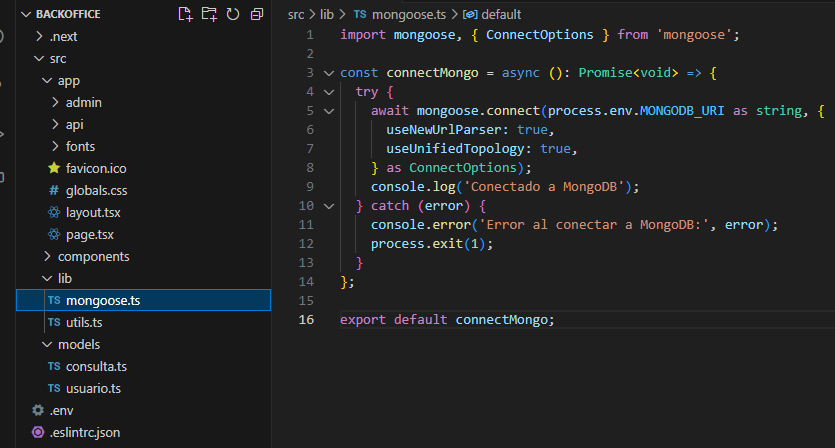 BACKOFFICE
.next
src
app
admin
api
fonts
favicon.ico
# globals.css
layout.tsx
page.tsx
components
lib
TS mongoose.ts
TS utils.ts
models
TS consulta.ts
TS usuario.ts
.env
.eslintrc.json
src > lib > TS mongoose.ts > default
1 import mongoose, { ConnectOptions } from 'mongoose';
2
3 const connectMongo = async (): Promise<void> => {
4   try {
5     await mongoose.connect(process.env.MONGODB_URI as string, {
6       useNewUrlParser: true,
7       useUnifiedTopology: true,
8     } as ConnectOptions);
9     console.log('Conectado a MongoDB');
10   } catch (error) {
11     console.error('Error al conectar a MongoDB:', error);
12     process.exit(1);
13   }
14 };
15
16 export default connectMongo;